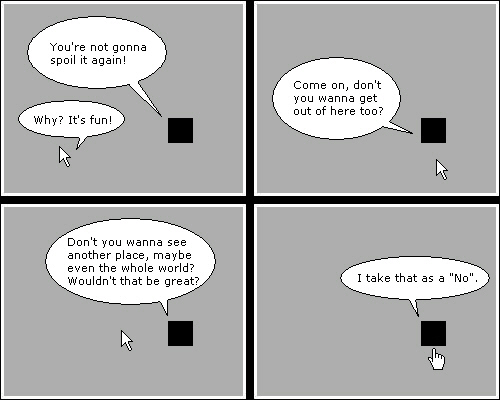 You're not gonna
spoil it again!
Why? It's fun!
Come on, don't
you wanna get
out of here too?
Don't you wanna see
another place, maybe
even the whole world?
Wouldn't that be great?
I take that as a "No".